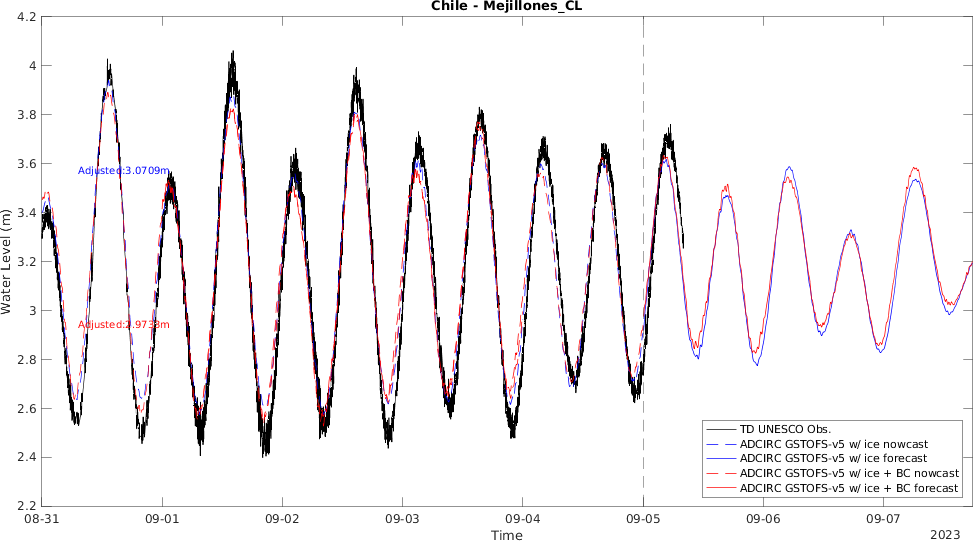 Chile - Mejillones_CL
4.2
4
3.8
3.6
3.4
3.2
3
2.8
2.6
2.4
2.2
Water Level (m)
Adjusted:3.0709m
Adjusted:2.9733m
TD UNESCO Obs.
ADCIRC GSTOFS-v5 w/ ice nowcast
ADCIRC GSTOFS-v5 w/ ice forecast
ADCIRC GSTOFS-v5 w/ ice + BC nowcast
ADCIRC GSTOFS-v5 w/ ice + BC forecast
08-31 09-01 09-02 09-03 09-04 09-05 09-06 09-07
Time
2023